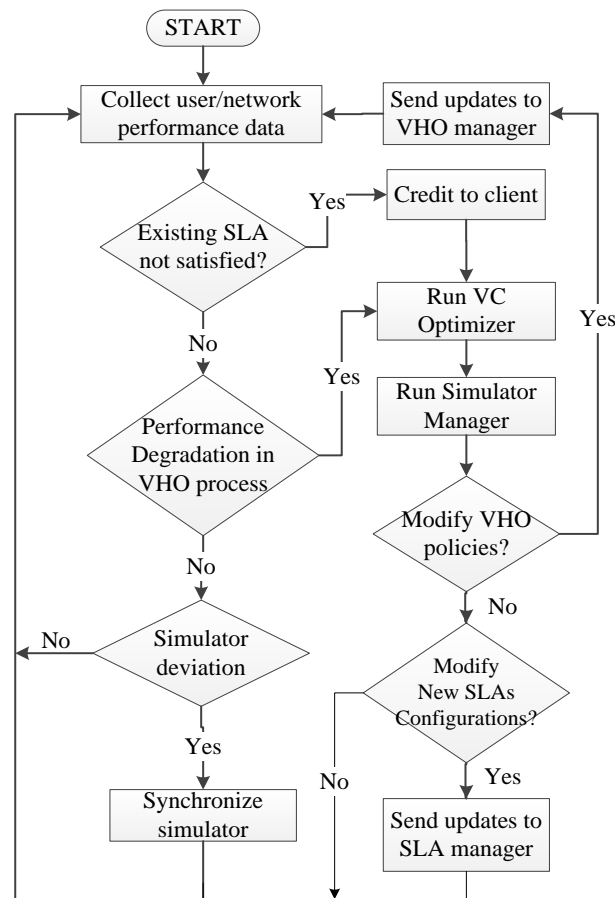 START
Collect user/network
performance data
Send updates to
VHO manager
Yes
Credit to client
Existing SLA
not satisfied?
Run VC
Optimizer
Yes
No
Yes
Run Simulator
Manager
Performance
Degradation in
VHO process
Modify VHO
policies?
No
No
Simulator
deviation
No
Modify
New SLAs
Configurations?
Yes
No
Yes
Synchronize
simulator
Send updates to
SLA manager